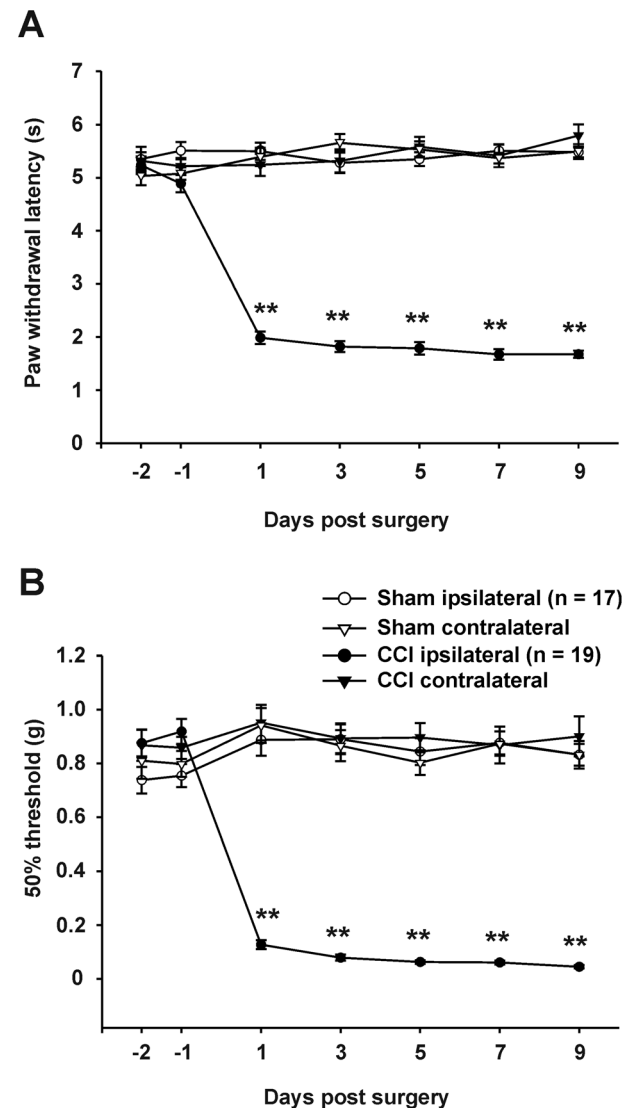 A
7
6
5
4
3
2
1
0
Paw withdrawal latency (s)
** ** ** ** **
-2 -1 1 3 5 7 9
Days post surgery
B
Sham ipsilateral (n = 17)
Sham contralateral
CCI ipsilateral (n = 19)
CCI contralateral
1.2
1.0
0.8
0.6
0.4
0.2
0
50% threshold (g)
** ** ** ** **
-2 -1 1 3 5 7 9
Days post surgery